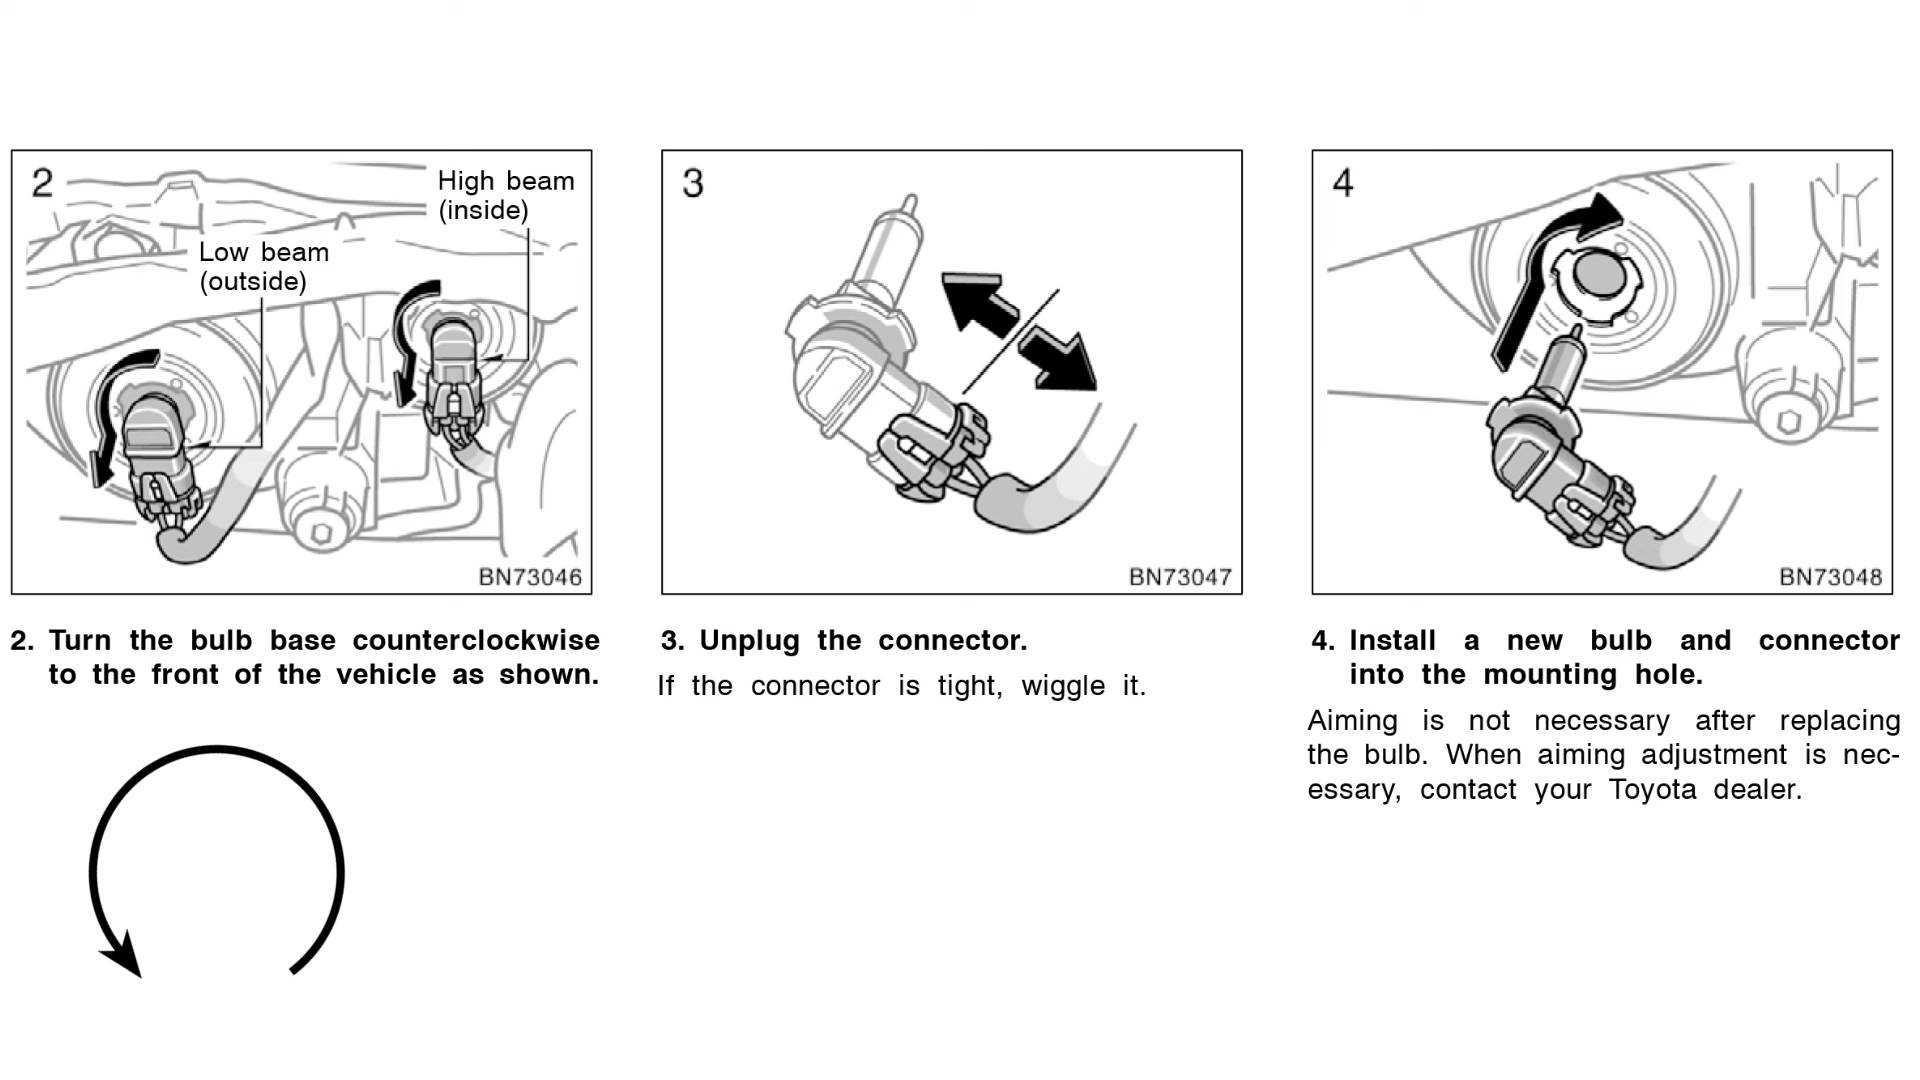 2
High beam
(inside)
Low beam
(outside)
BN73046
2. Turn the bulb base counterclockwise
to the front of the vehicle as shown.
3
BN73047
3. Unplug the connector.
If the connector is tight, wiggle it.
4
BN73048
4. Install a new bulb and connector
into the mounting hole.
Aiming is not necessary after replacing
the bulb. When aiming adjustment is nec-
essary, contact your Toyota dealer.